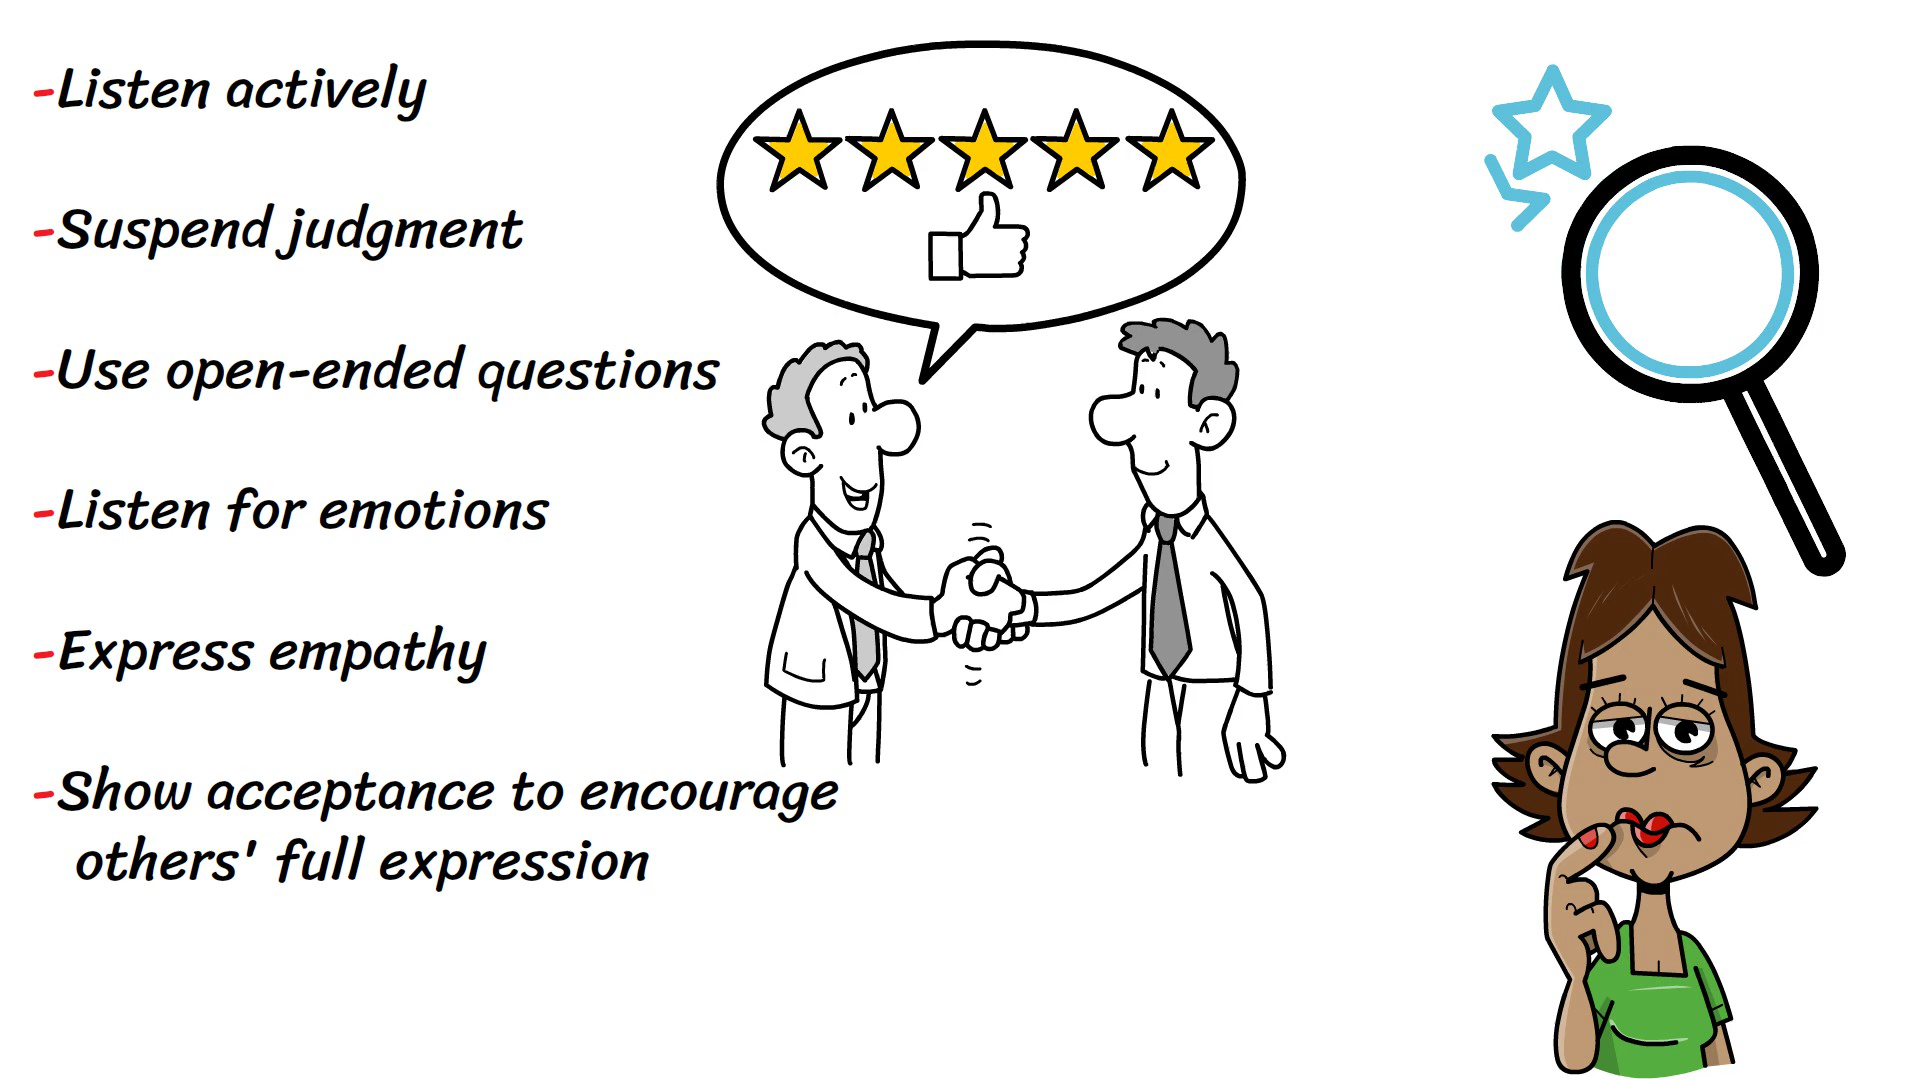 -Listen actively
-Suspend judgment
-Use open-ended questions
-Listen for emotions
-Express empathy
-Show acceptance to encourage
others' full expression